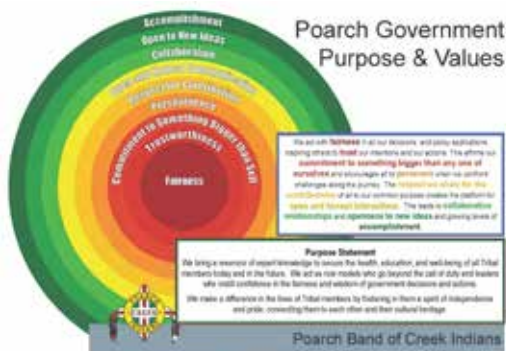 Poarch Government
Purpose & Values
Accomplishment
Open to New Ideas
Collaboration
Perseverance
Commitment to Something Bigger than Self
Trustworthiness
Fairness
We act with fairness in all our decisions, and policy applications
inspiring others to trust our intentions and our actions. This affirms our
commitment to something bigger than any one of
ourselves and encourages all to persevere when we confront
challenges along the journey. The respect we share for the
contributions of all to our common purpose creates the platform for
open and honest interactions. This leads to collaborative
relationships and openness to new ideas and growing levels of
accomplishment.
Purpose Statement
We bring a reservoir of expert knowledge to secure the health, education, and well-being of all Tribal
members today and in the future. We act as role models who go beyond the call of duty and leaders
who instill confidence in the fairness and wisdom of government decisions and actions.
We make a difference in the lives of Tribal members by fostering in them a spirit of independence
and pride, connecting them to each other and their cultural heritage.
Poarch Band of Creek Indians